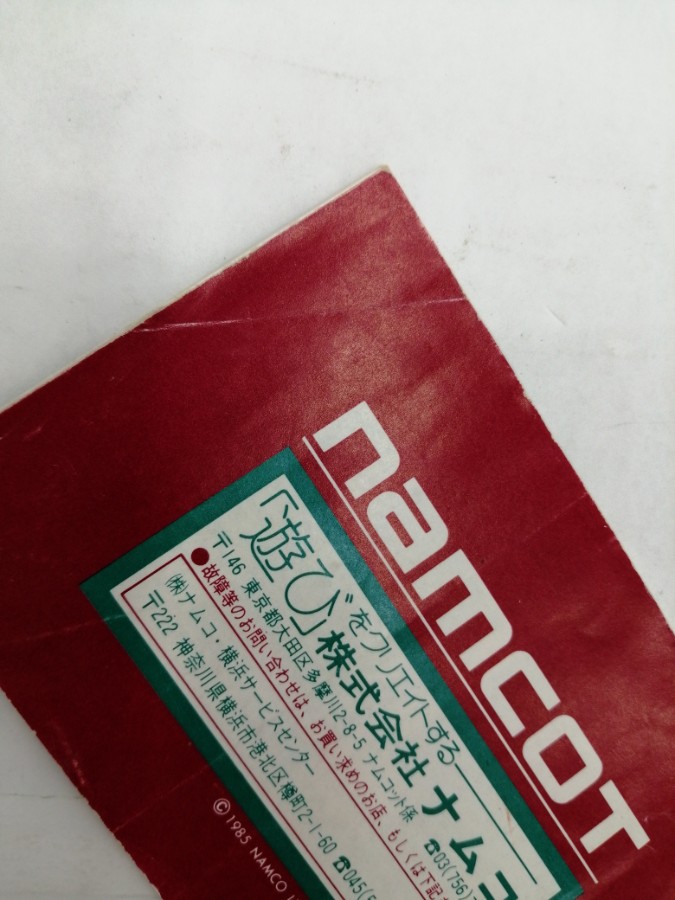 namcot
「遊び」をクリエイトする
株式会社ナムコ
〒146 東京都大田区多摩川2-8-5 ナムコット係 ☎03(756)
●故障等のお問い合わせは、お買い求めのお店、もしくは下記
(株)ナムコ・横浜サービスセンター
〒222 神奈川県横浜市港北区樽町2-1-60 ☎045(
© 1985 NAMCO